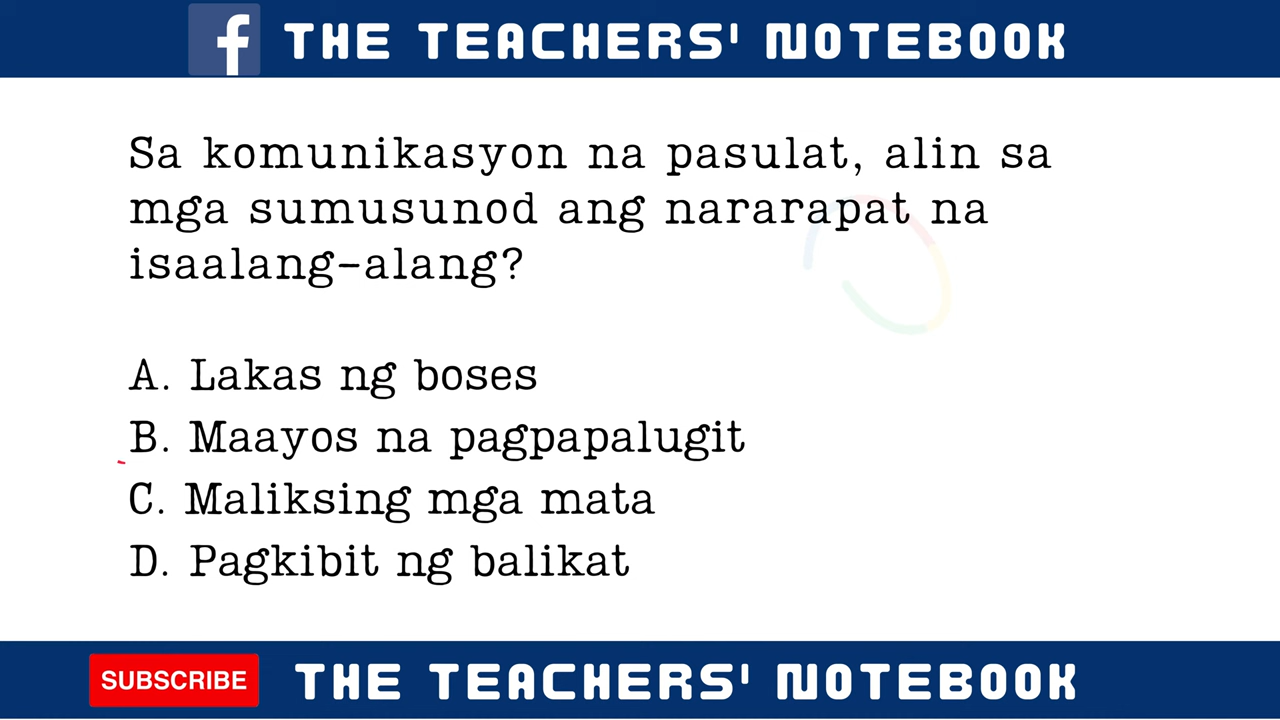 f THE TEACHERS' NOTEBOOK
Sa komunikasyon na pasulat, alin sa
mga sumusunod ang nararapat na
isaalang-alang?
A. Lakas ng boses
B. Maayos na pagpapalugit
C. Maliksing mga mata
D. Pagkibit ng balikat
SUBSCRIBE THE TEACHERS' NOTEBOOK